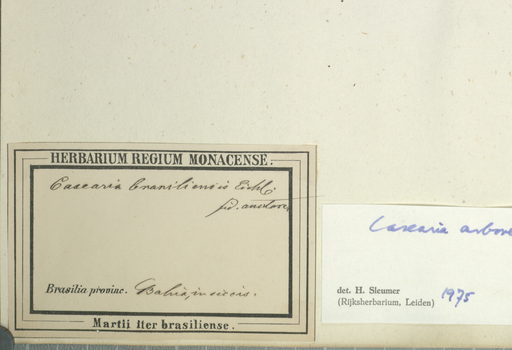 HERBARIUM REGIUM MONACENSE.
Casearia brasiliensis Eichl.
fid. auctore
Brasilia provinc. Bahia, in siccis.
Martii iter brasiliense.
Casearia arbore
det. H. Sleumer
(Rijksherbarium, Leiden) 1975